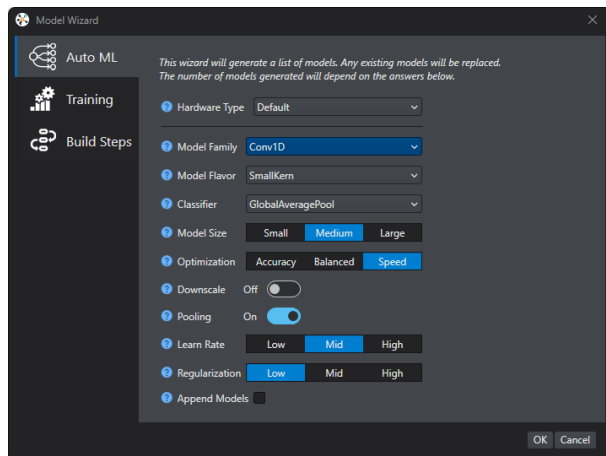 Model Wizard
Auto ML
Training
Build Steps
This wizard will generate a list of models. Any existing models will be replaced.
The number of models generated will depend on the answers below.
Hardware Type Default
Model Family Conv1D
Model Flavor SmallKern
Classifier GlobalAveragePool
Model Size Small Medium Large
Optimization Accuracy Balanced Speed
Downscale Off
Pooling On
Learn Rate Low Mid High
Regularization Low Mid High
Append Models
OK Cancel